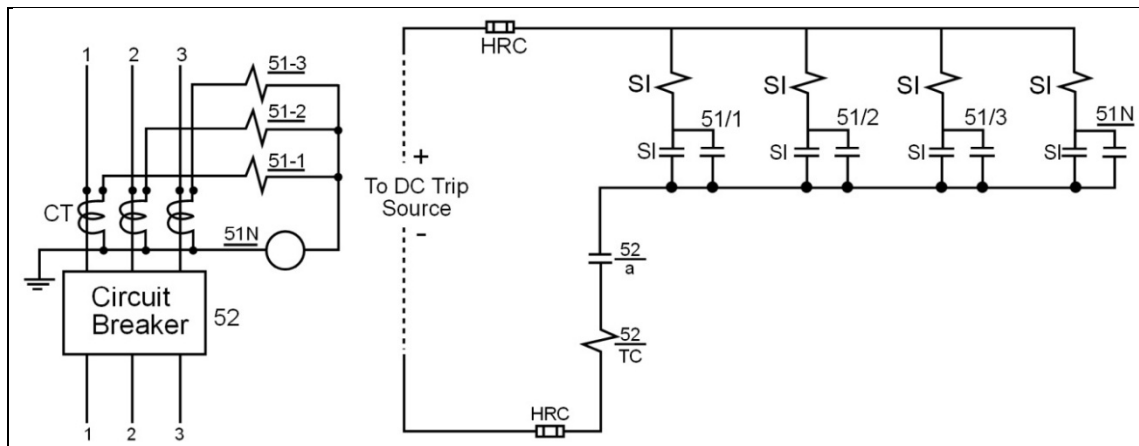 1 2 3
51-3
51-2
51-1
CT
51N
Circuit
Breaker
52
1 2 3
HRC
+
To DC Trip
Source
-
SI SI SI SI
51/1 51/2 51/3 51N
SI SI SI SI
52
a
52
TC
HRC